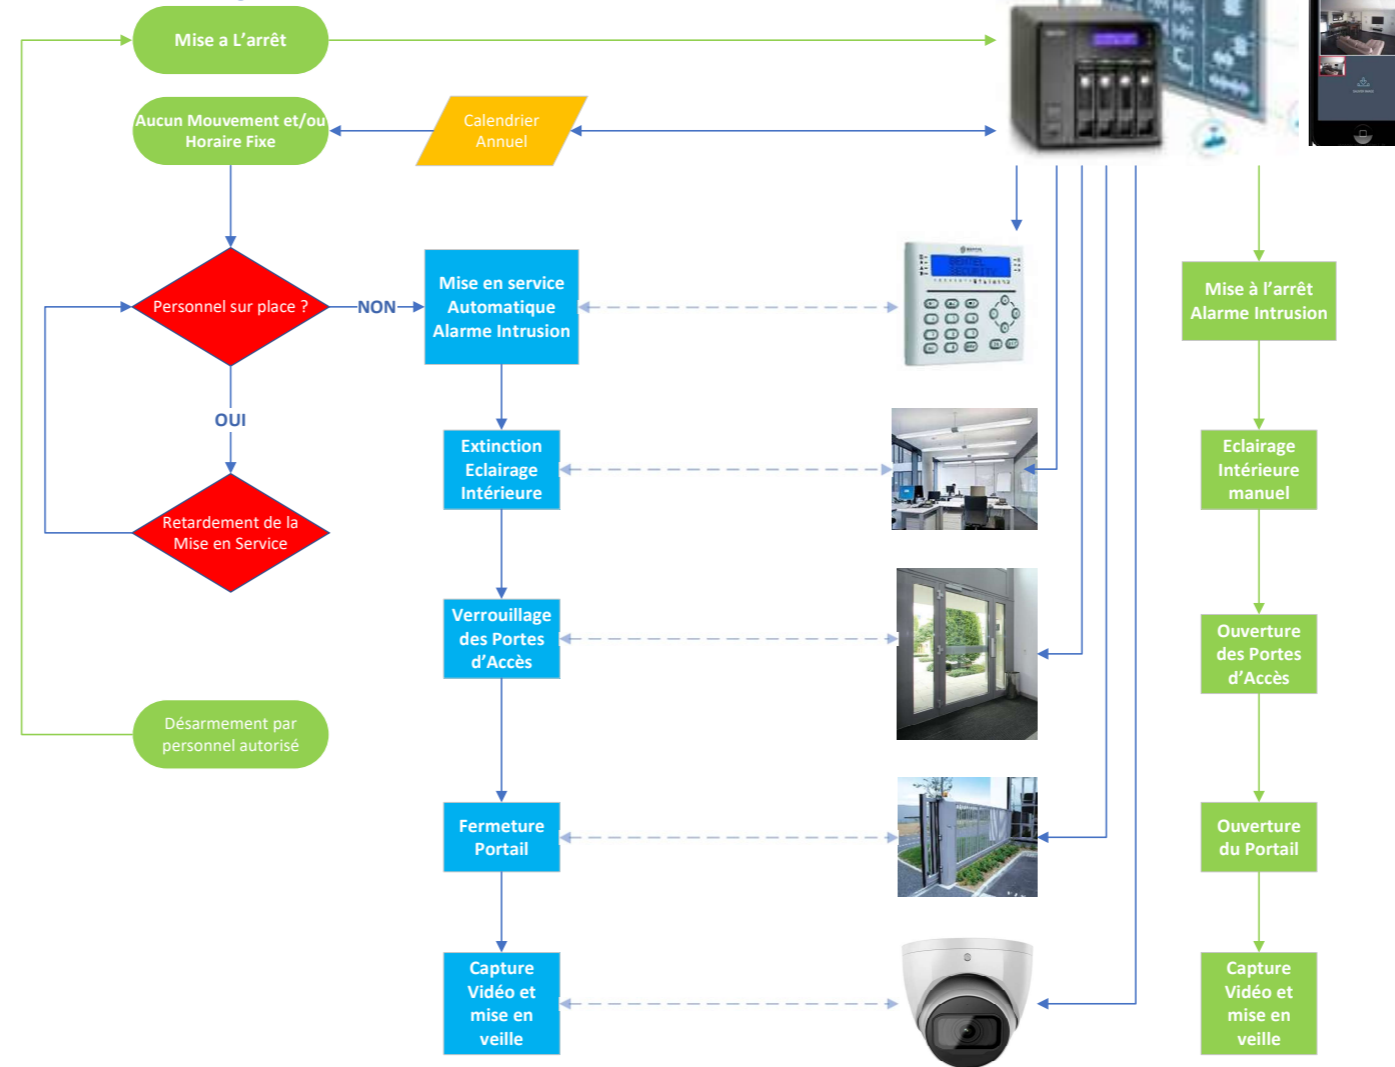 Mise a L’arrêt
Aucun Mouvement et/ou
Horaire Fixe
Calendrier
Annuel
Personnel sur place ?
NON
Mise en service
Automatique
Alarme Intrusion
BENTEL
SECURITY
Mise à l’arrêt
Alarme Intrusion
OUI
Extinction
Eclairage
Intérieure
Eclairage
Intérieure
manuel
Retardement de la
Mise en Service
Verrouillage
des Portes
d’Accès
Ouverture
des Portes
d’Accès
Désarmement par
personnel autorisé
Fermeture
Portail
Ouverture
du Portail
Capture
Vidéo et
mise en
veille
Capture
Vidéo et
mise en
veille